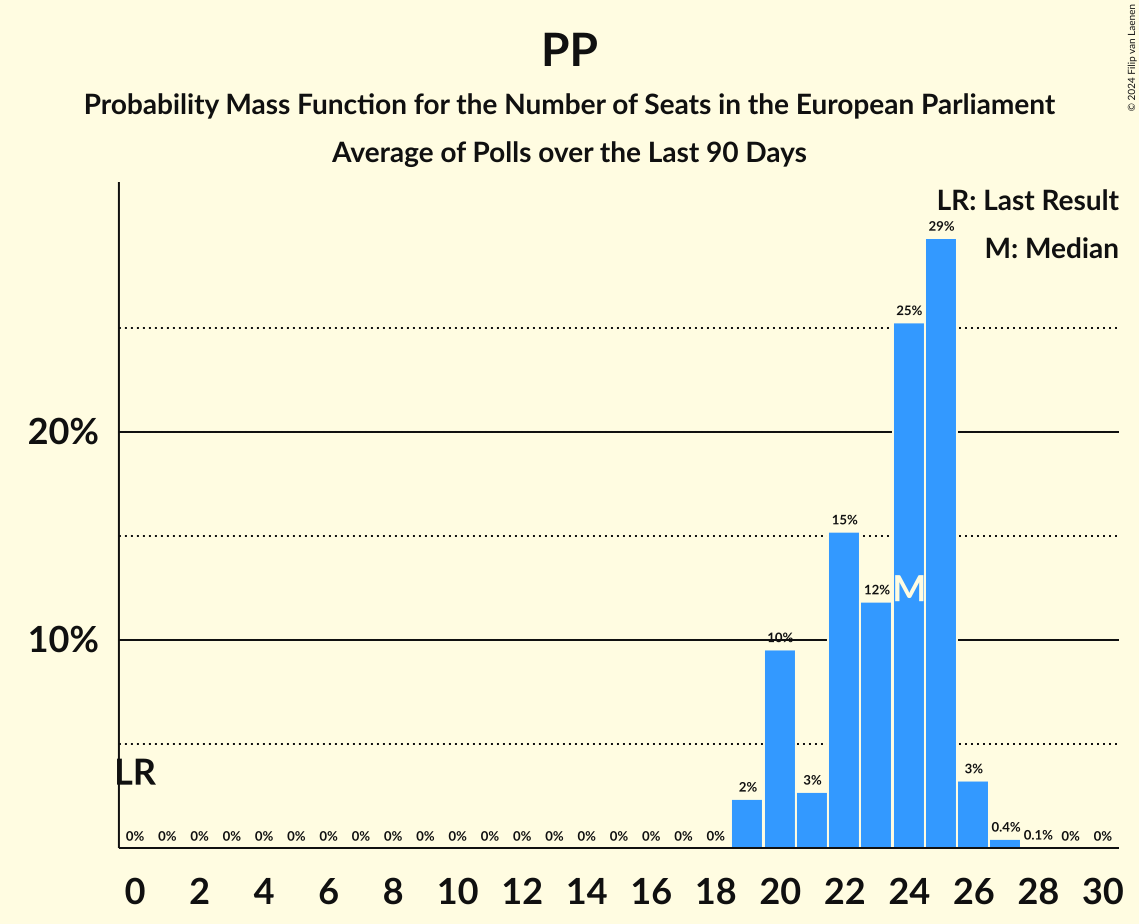 PP
Probability Mass Function for the Number of Seats in the European Parliament
Average of Polls over the Last 90 Days
© 2024 Filip van Laenen
LR: Last Result
M: Median
20%
10%
LR
M
0% 0% 0% 0% 0% 0% 0% 0% 0% 0% 0% 0% 0% 0% 0% 0% 0% 0% 0% 2% 10% 3% 15% 12% 25% 29% 3% 0.4% 0.1% 0% 0%
0 2 4 6 8 10 12 14 16 18 20 22 24 26 28 30